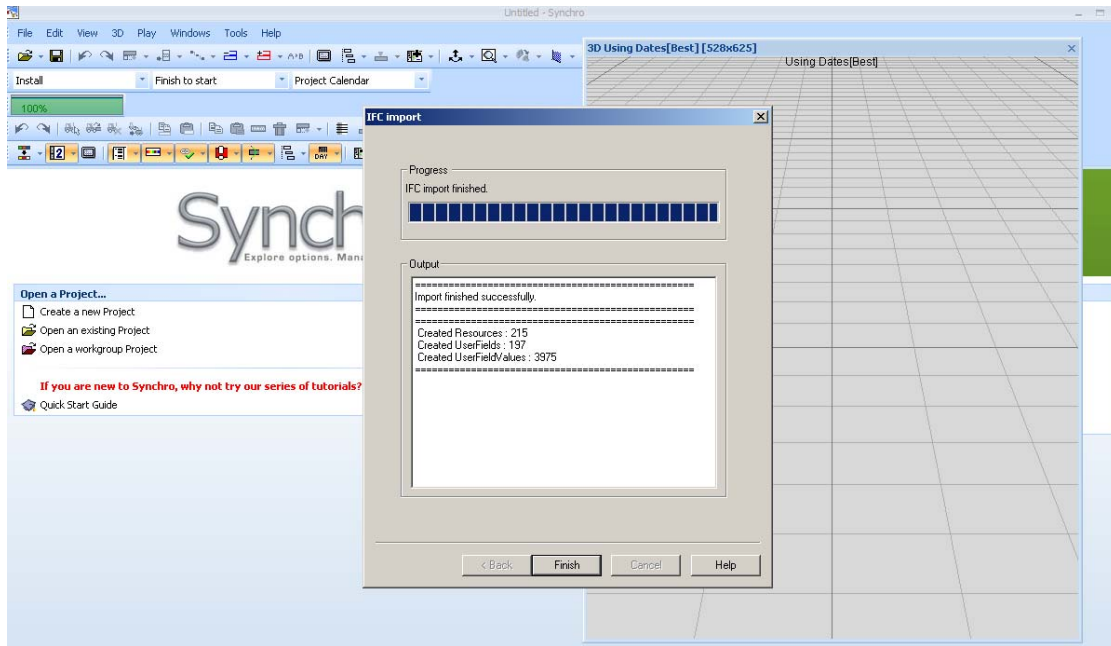 Untitled - Synchro
File Edit View 3D Play Windows Tools Help
3D Using Dates[Best] [528x625]
Using Dates[Best]
Install Finish to start Project Calendar
100%
IFC import
Progress
IFC import finished.
Synch
Explore options. Man
Output
==================================================
Import finished successfully.
==================================================
==================================================
Created Resources : 215
Created UserFields : 197
Created UserFieldValues : 3975
==================================================
Open a Project...
Create a new Project
Open an existing Project
Open a workgroup Project
If you are new to Synchro, why not try our series of tutorials?
Quick Start Guide
< Back Finish Cancel Help